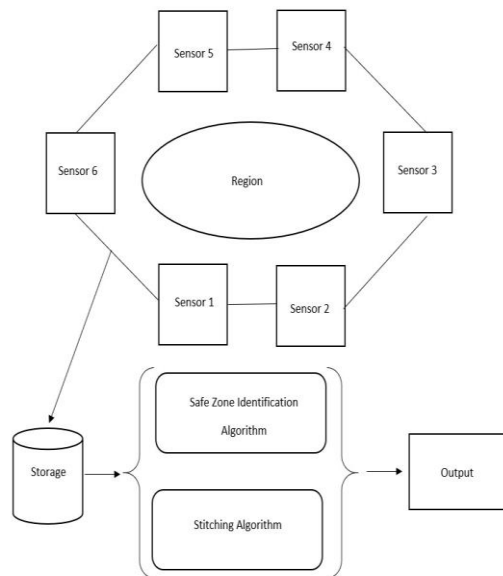 Sensor 5
Sensor 4
Sensor 6
Region
Sensor 3
Sensor 1
Sensor 2
Safe Zone Identification
Algorithm
Storage
Output
Stitching Algorithm